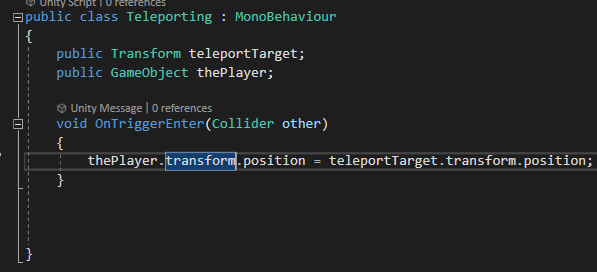 Unity Script | 0 references
public class Teleporting : MonoBehaviour
{
public Transform teleportTarget;
public GameObject thePlayer;
Unity Message | 0 references
void OnTriggerEnter(Collider other)
{
thePlayer.transform.position = teleportTarget.transform.position;
}
}